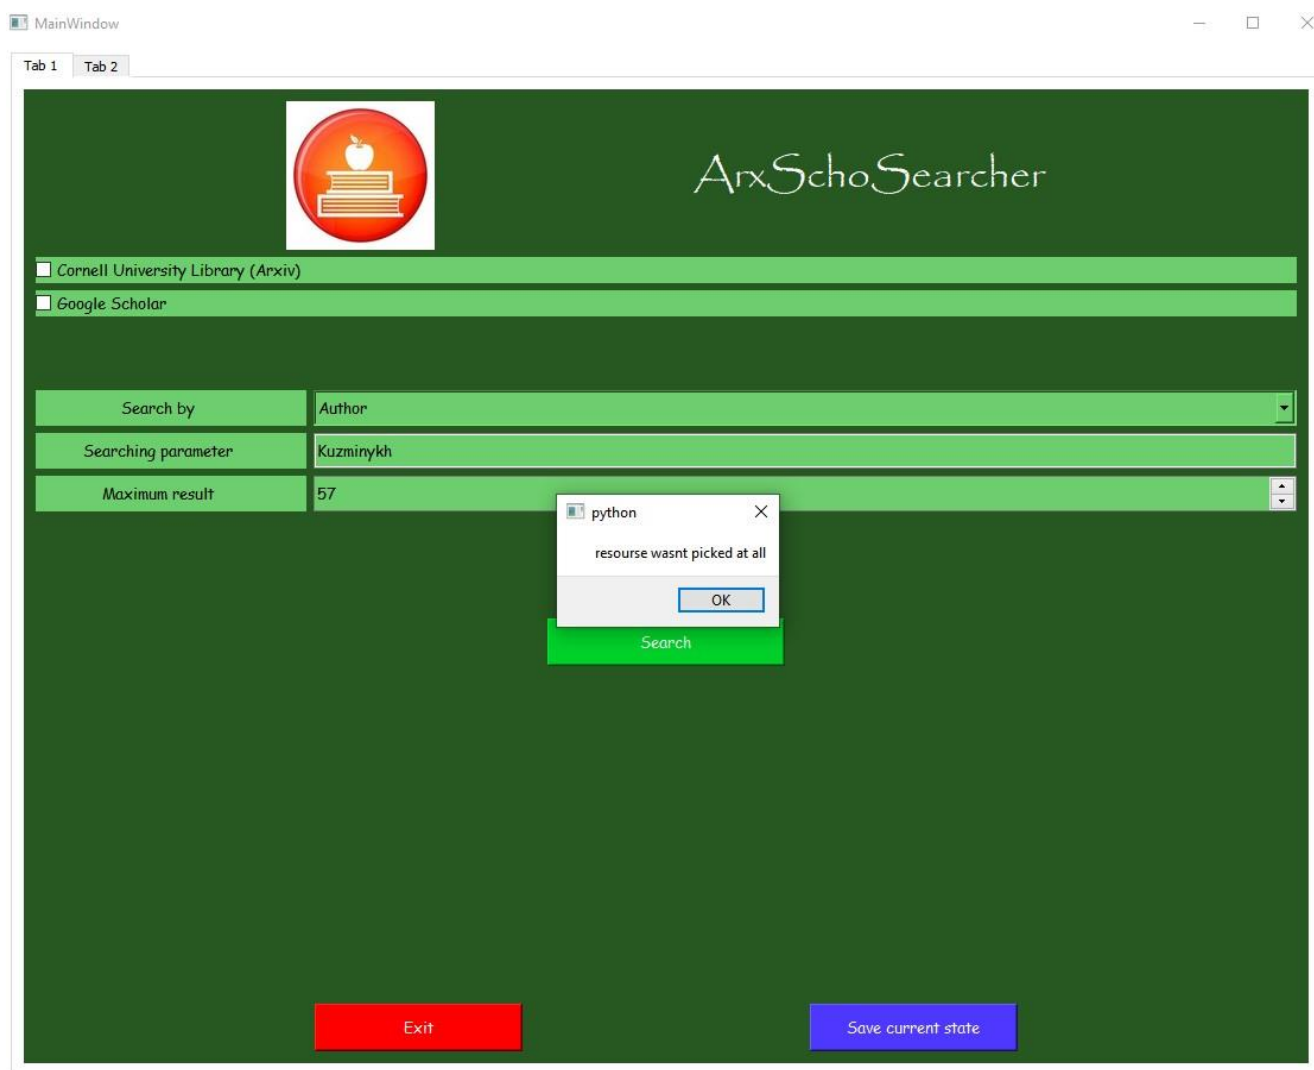 MainWindow
Tab 1 Tab 2
ArxSchoSearcher
Cornell University Library (Arxiv)
Google Scholar
Search by Author
Searching parameter Kuzminykh
Maximum result 57
python
resourse wasnt picked at all
OK
Search
Exit Save current state